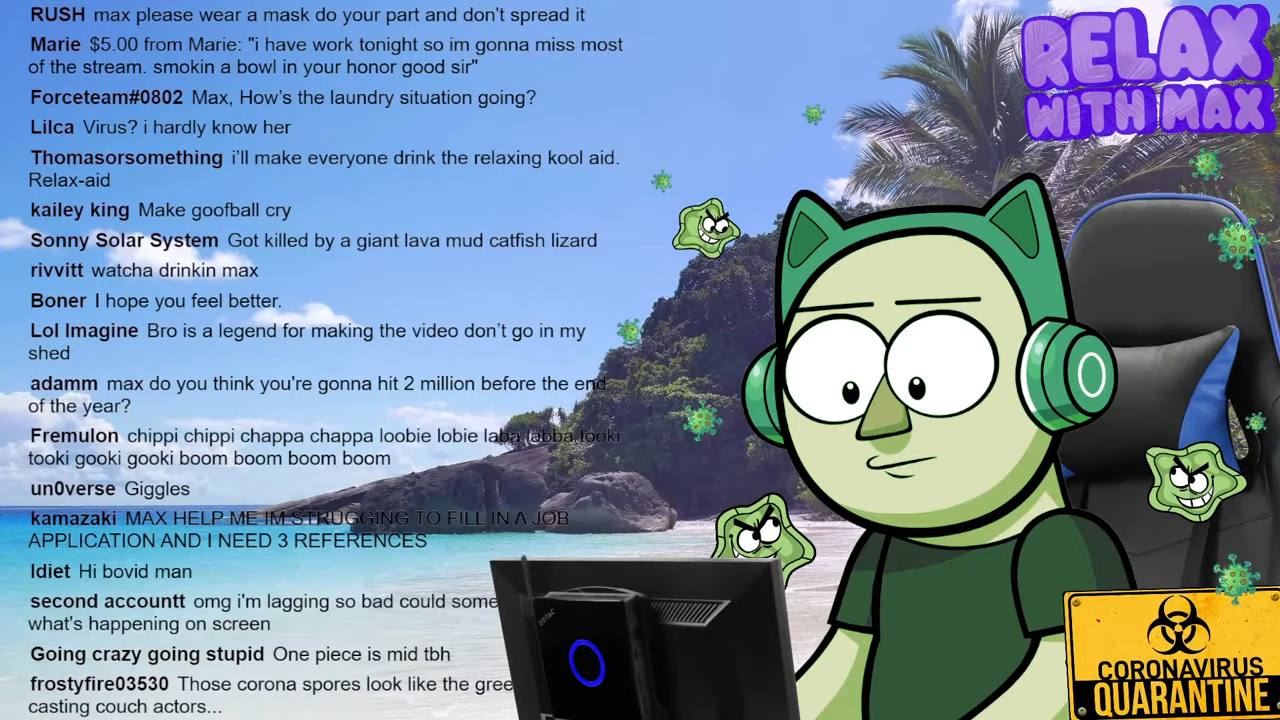 RUSH max please wear a mask do your part and don't spread it
Marie $5.00 from Marie: "i have work tonight so im gonna miss most
of the stream. smokin a bowl in your honor good sir"
Forceteam#0802 Max, How's the laundry situation going?
Lilca Virus? i hardly know her
Thomasorsomething i'll make everyone drink the relaxing kool aid.
Relax-aid
kailey king Make goofball cry
Sonny Solar System Got killed by a giant lava mud catfish lizard
rivvitt watcha drinkin max
Boner I hope you feel better.
Lol Imagine Bro is a legend for making the video don't go in my
shed
adamm max do you think you're gonna hit 2 million before the end
of the year?
Fremulon chippi chippi chappa chappa loobie lobie laba labba tooki
tooki gooki gooki boom boom boom boom
un0verse Giggles
kamazaki MAX HELP ME IM STRUGGING TO FILL IN A JOB
APPLICATION AND I NEED 3 REFERENCES
Idiet Hi bovid man
second accountt omg i'm lagging so bad could some
what's happening on screen
Going crazy going stupid One piece is mid tbh
frostyfire03530 Those corona spores look like the gree
casting couch actors...
RELAX
WITH MAX
ZOTAC
CORONAVIRUS
QUARANTINE